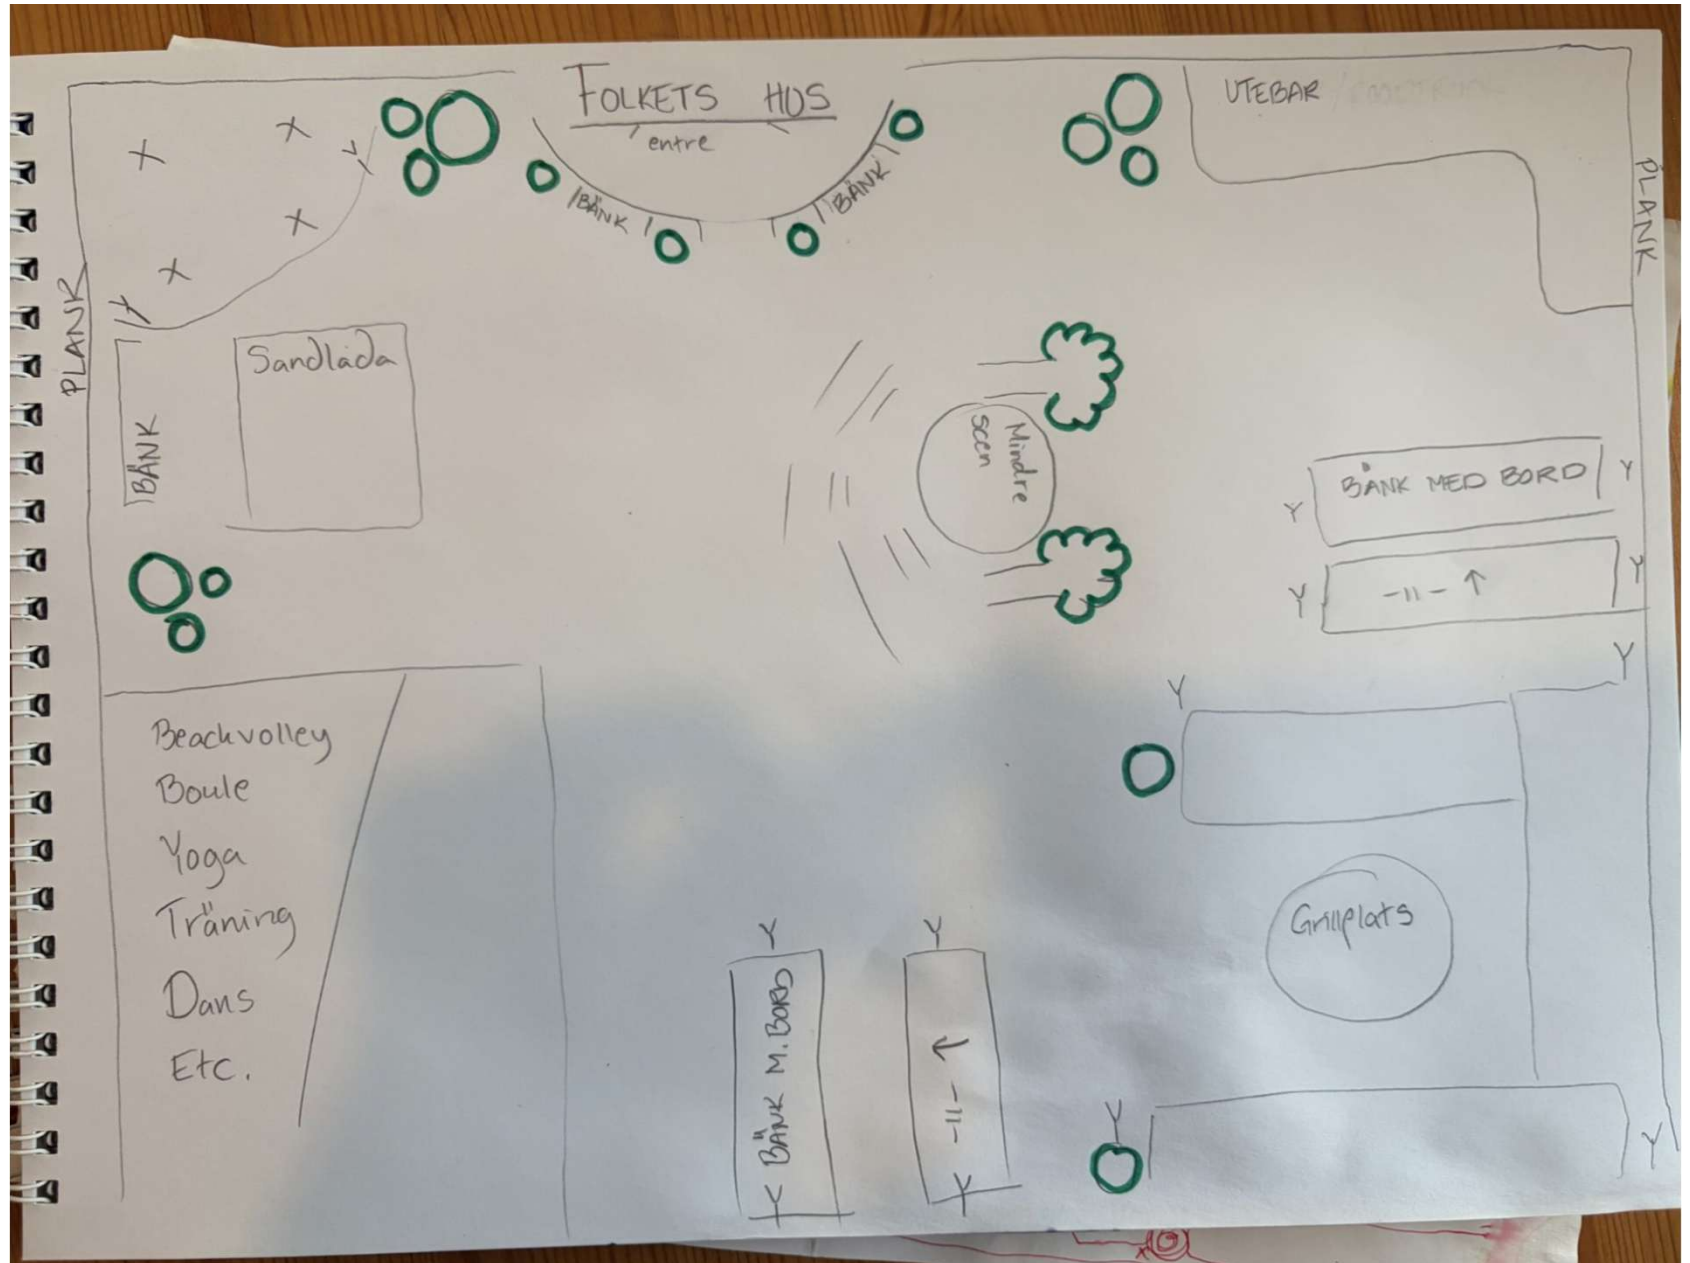 FOLKETS HUS
entre
UTEBAR
BÄNK
BÄNK
PLANK
PLANK
Sandlåda
BÄNK
Mindre
scen
BÄNK MED BORD
-11-
Beachvolley
Boule
Yoga
Träning
Dans
Etc.
BÄNK M. BORD
-11-
Grillplats